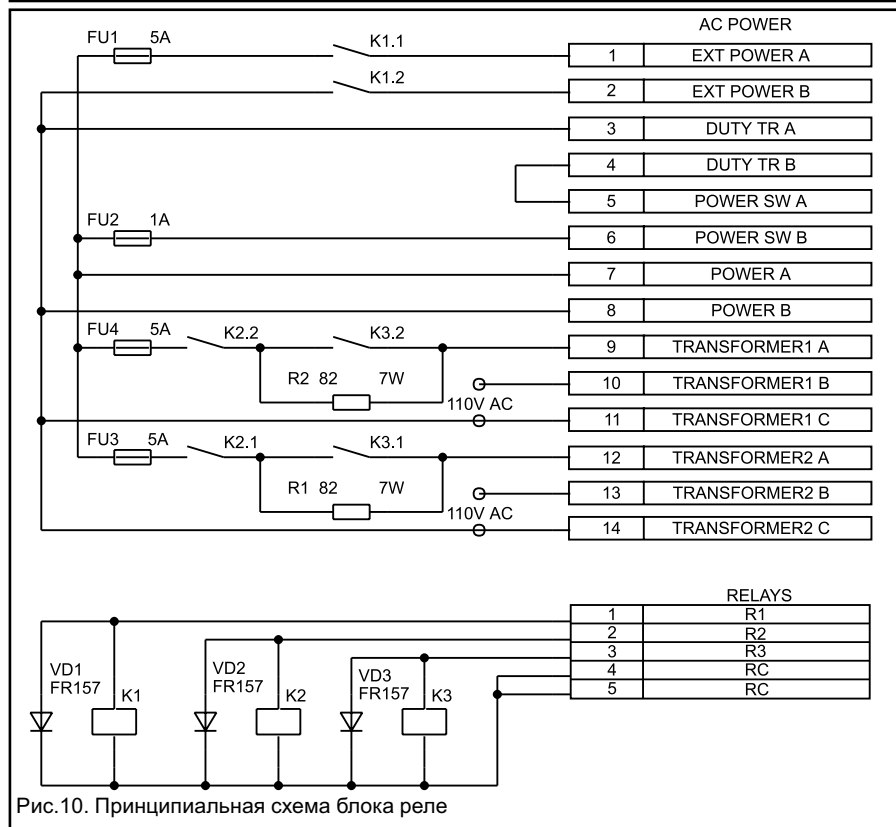 AC POWER
FU1 5A K1.1 1 EXT POWER A
K1.2 2 EXT POWER B
3 DUTY TR A
4 DUTY TR B
5 POWER SW A
FU2 1A 6 POWER SW B
7 POWER A
8 POWER B
FU4 5A K2.2 K3.2 9 TRANSFORMER1 A
R2 82 7W 10 TRANSFORMER1 B
110V AC
11 TRANSFORMER1 C
FU3 5A K2.1 K3.1 12 TRANSFORMER2 A
R1 82 7W 13 TRANSFORMER2 B
110V AC
14 TRANSFORMER2 C
RELAYS
1 R1
2 R2
3 R3
4 RC
5 RC
VD1 VD2 VD3
FR157 K1 FR157 K2 FR157 K3
Рис.10. Принципиальная схема блока реле